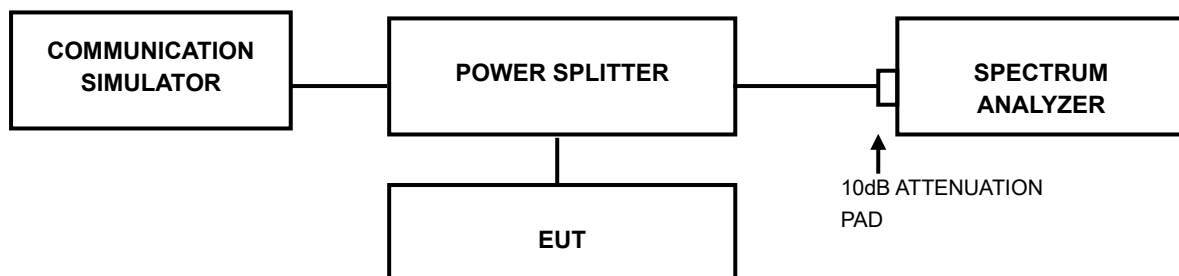 COMMUNICATION
SIMULATOR
POWER SPLITTER
SPECTRUM
ANALYZER
10dB ATTENUATION
PAD
EUT